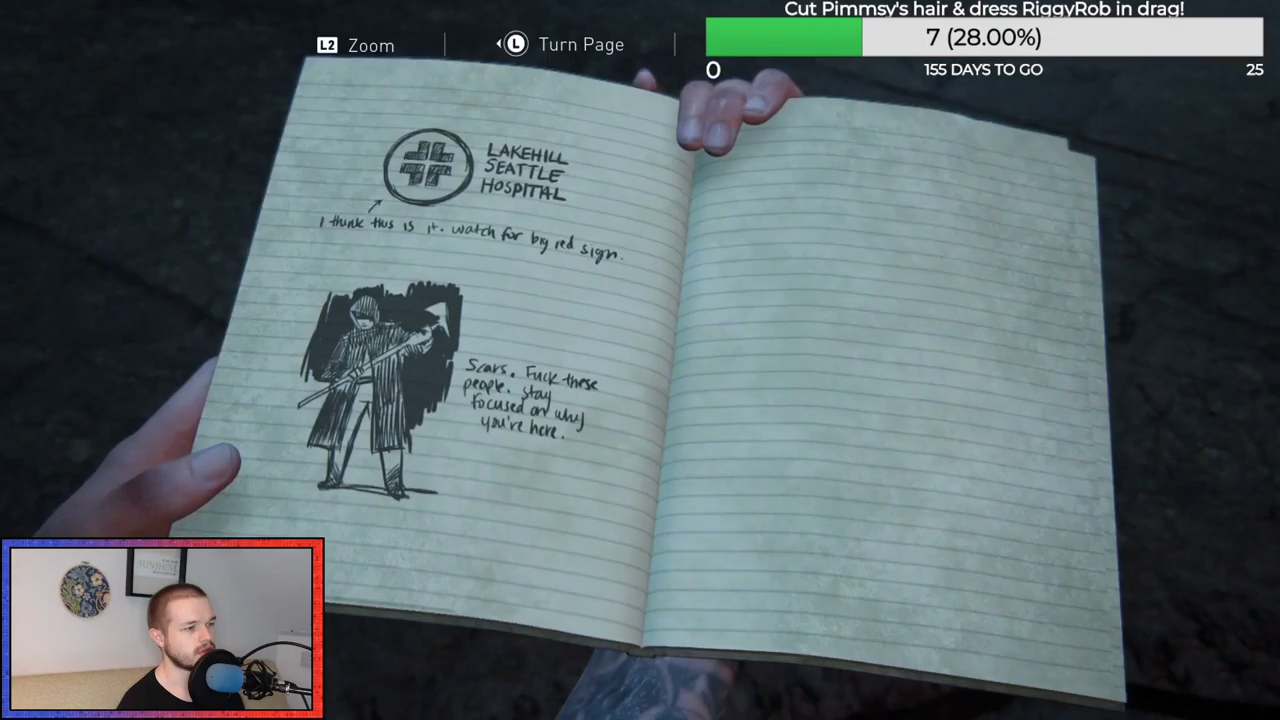 Cut Pimmsy's hair & dress RiggyRob in drag!
L2 Zoom
L Turn Page
7 (28.00%)
0
155 DAYS TO GO
25
LAKEHILL
SEATTLE
HOSPITAL
I think this is it. watch for big red sign.
Scars. Fuck these
people. stay
focused on why
you're here.
SUNSHINE